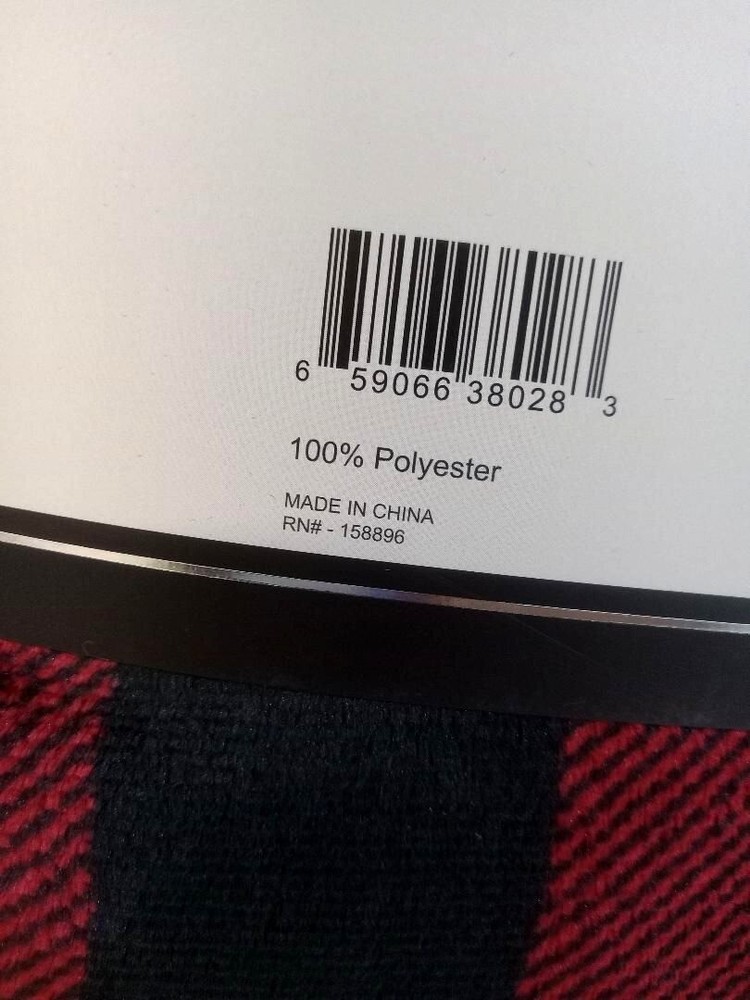 6 59066 38028 3
100% Polyester
MADE IN CHINA
RN# - 158896